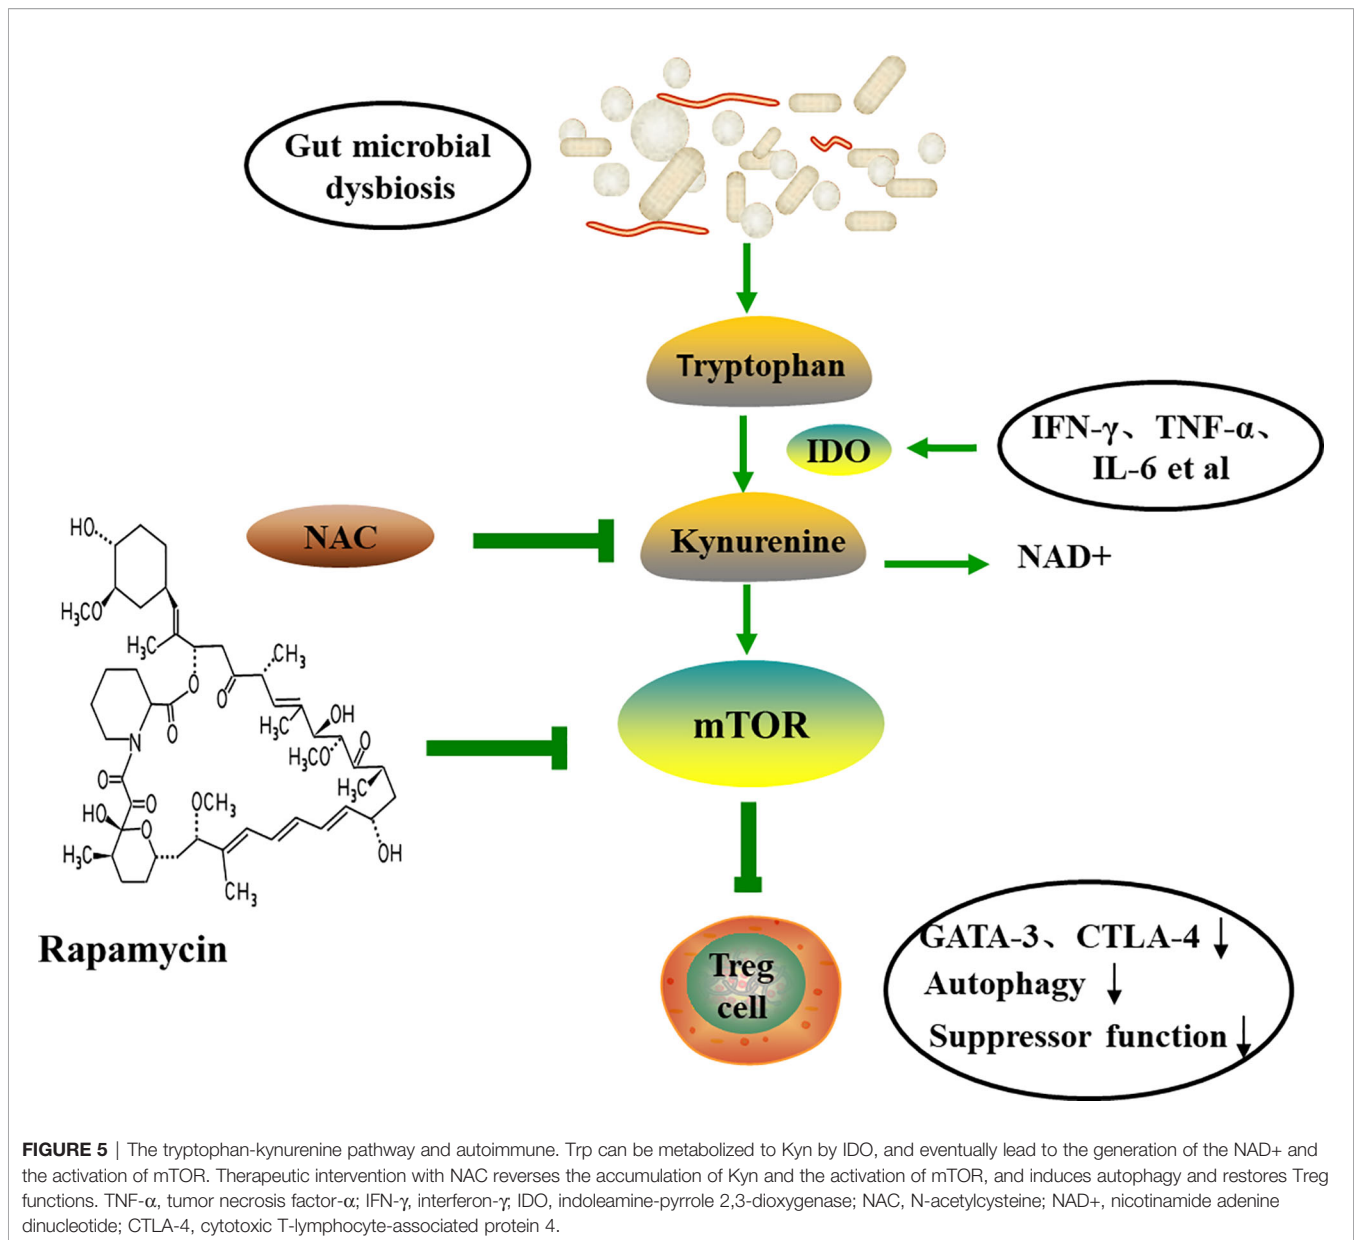 Gut microbial
dysbiosis
Tryptophan
IDO
IFN-γ、TNF-α、
IL-6 et al
NAC
Kynurenine
NAD+
mTOR
HO
H₃CO
H₃C
CH₃
O
O
O
N
H₃C
OH
H₃CO
O
H₃C
O
O
HO
O
OCH₃
H₃C
OH
CH₃
Rapamycin
Treg
cell
GATA-3、CTLA-4 ↓
Autophagy ↓
Suppressor function ↓
FIGURE 5 | The tryptophan-kynurenine pathway and autoimmune. Trp can be metabolized to Kyn by IDO, and eventually lead to the generation of the NAD+ and
the activation of mTOR. Therapeutic intervention with NAC reverses the accumulation of Kyn and the activation of mTOR, and induces autophagy and restores Treg
functions. TNF-α, tumor necrosis factor-α; IFN-γ, interferon-γ; IDO, indoleamine-pyrrole 2,3-dioxygenase; NAC, N-acetylcysteine; NAD+, nicotinamide adenine
dinucleotide; CTLA-4, cytotoxic T-lymphocyte-associated protein 4.